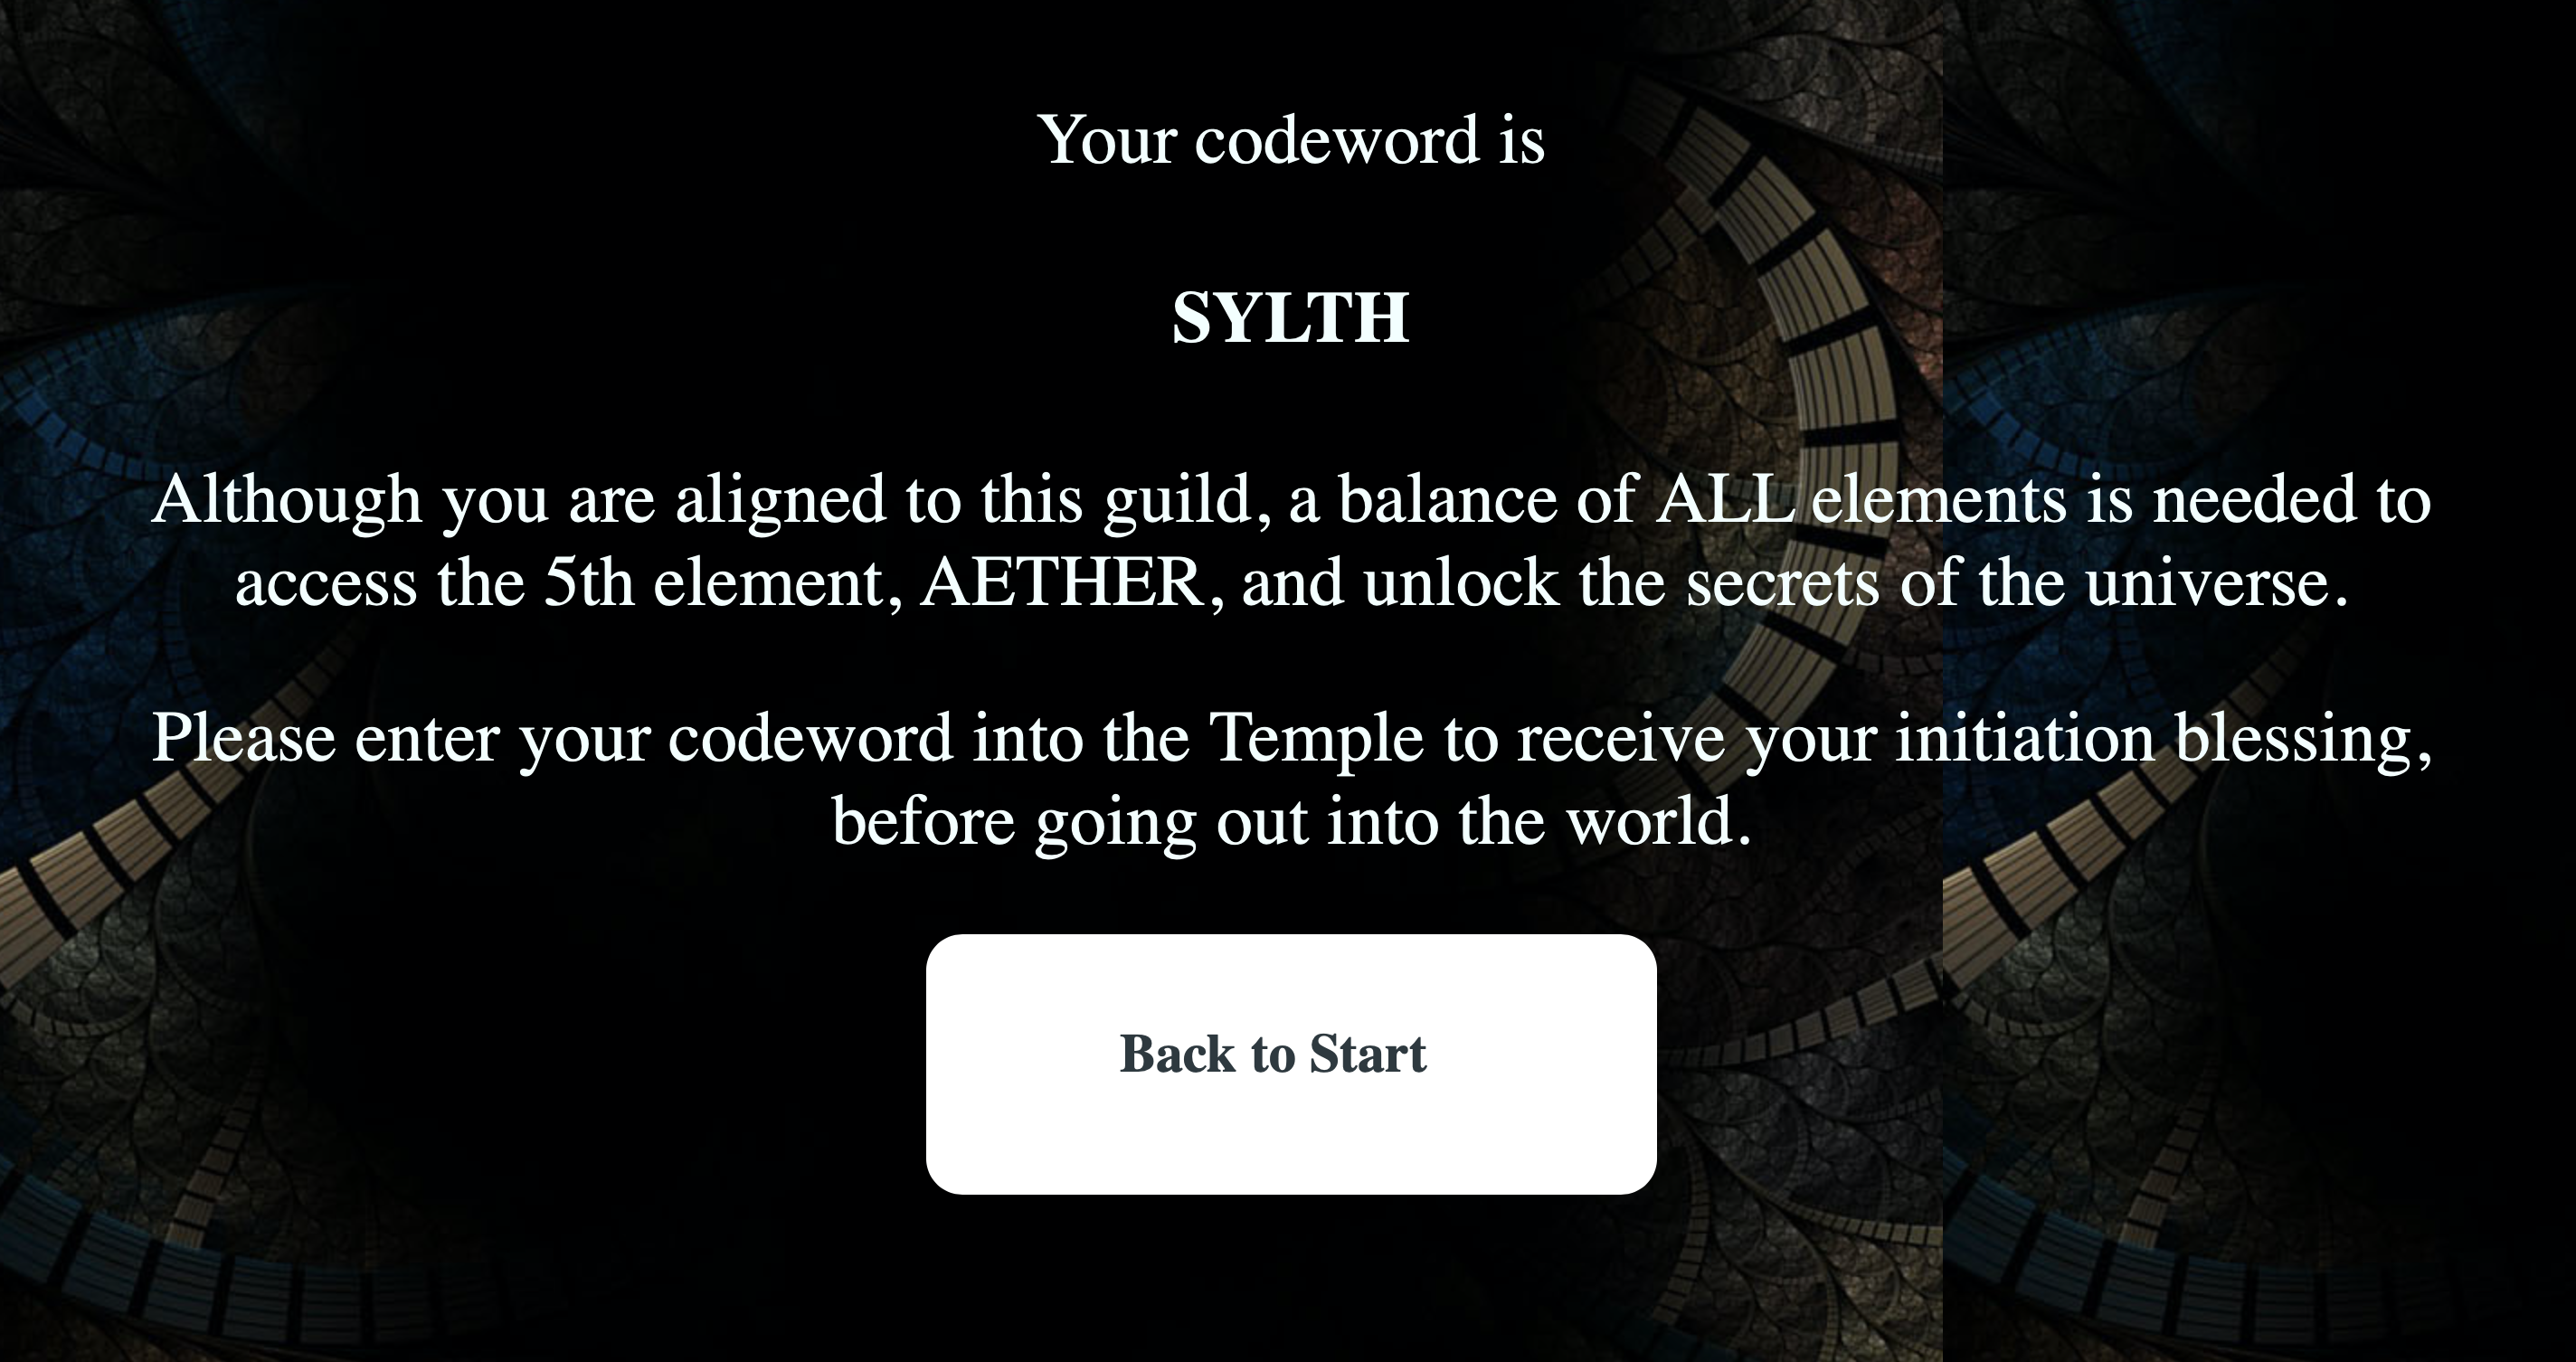 Your codeword is
SYLTH
Although you are aligned to this guild, a balance of ALL elements is needed to
access the 5th element, AETHER, and unlock the secrets of the universe.
Please enter your codeword into the Temple to receive your initiation blessing,
before going out into the world.
Back to Start